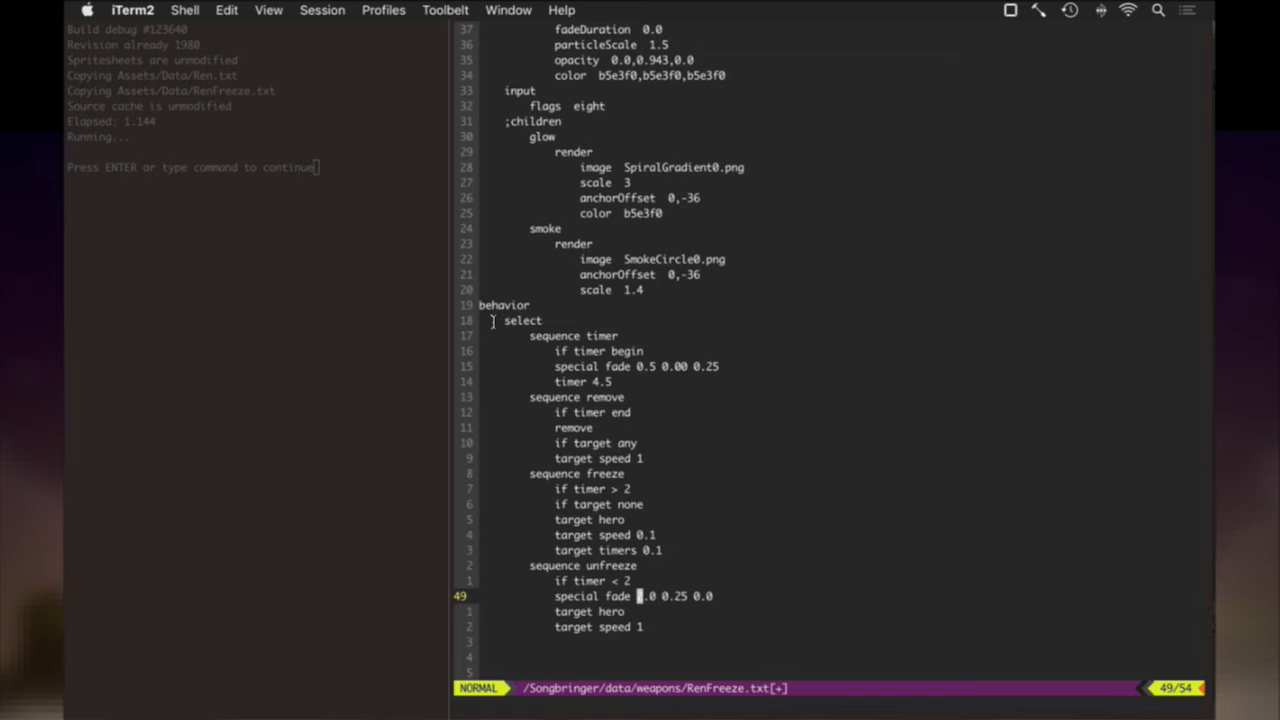 iTerm2 Shell Edit View Session Profiles Toolbelt Window Help
Build debug #123640
Revision already 1980
Spritesheets are unmodified
Copying Assets/Data/Ren.txt
Copying Assets/Data/RenFreeze.txt
Source cache is unmodified
Elapsed: 1.144
Running...
Press ENTER or type command to continue
37 fadeDuration 0.0
36 particleScale 1.5
35 opacity 0.0,0.943,0.0
34 color b5e3f0,b5e3f0,b5e3f0
33 input
32 flags eight
31 ;children
30 glow
29 render
28 image SpiralGradient0.png
27 scale 3
26 anchorOffset 0,-36
25 color b5e3f0
24 smoke
23 render
22 image SmokeCircle0.png
21 anchorOffset 0,-36
20 scale 1.4
19 behavior
18 select
17 sequence timer
16 if timer begin
15 special fade 0.5 0.00 0.25
14 timer 4.5
13 sequence remove
12 if timer end
11 remove
10 if target any
9 target speed 1
8 sequence freeze
7 if timer > 2
6 if target none
5 target hero
4 target speed 0.1
3 target timers 0.1
2 sequence unfreeze
1 if timer < 2
49 special fade .0 0.25 0.0
1 target hero
2 target speed 1
3
4
5
NORMAL /Songbringer/data/weapons/RenFreeze.txt[+] 49/54